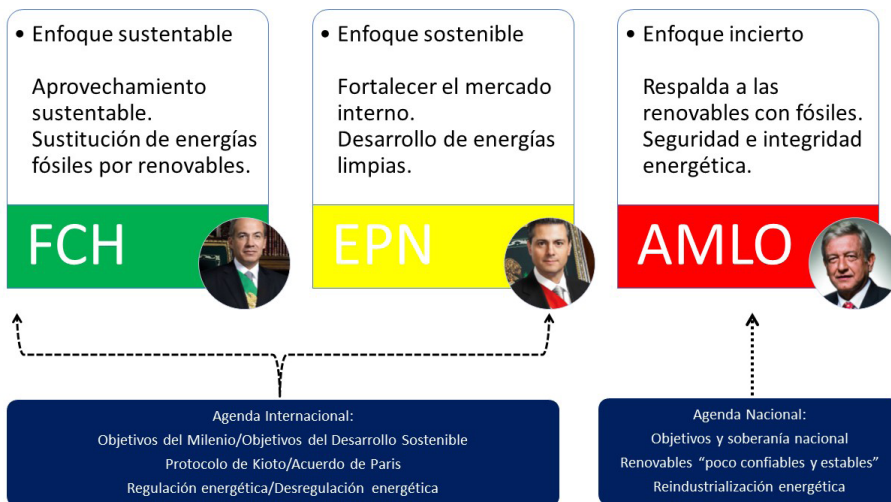 • Enfoque sustentable
Aprovechamiento
sustentable.
Sustitución de energías
fósiles por renovables.
FCH
• Enfoque sostenible
Fortalecer el mercado
interno.
Desarrollo de energías
limpias.
EPN
• Enfoque incierto
Respalda a las
renovables con fósiles.
Seguridad e integridad
energética.
AMLO
Agenda Internacional:
Objetivos del Milenio/Objetivos del Desarrollo Sostenible
Protocolo de Kioto/Acuerdo de Paris
Regulación energética/Desregulación energética
Agenda Nacional:
Objetivos y soberanía nacional
Renovables “poco confiables y estables”
Reindustrialización energética